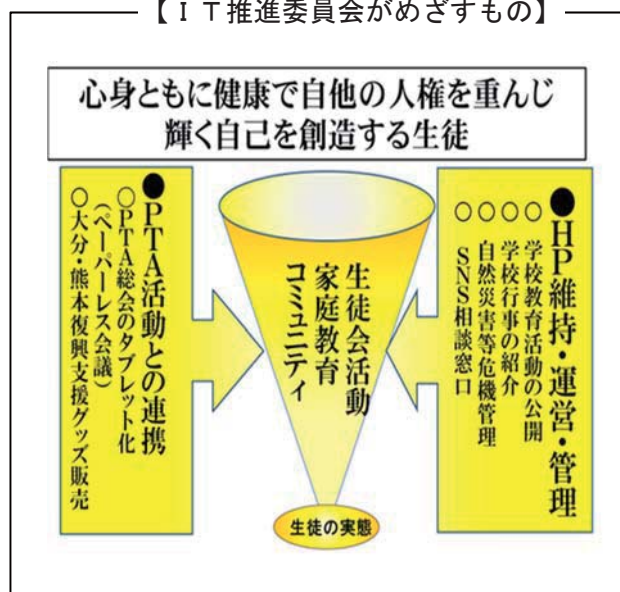 【ＩＴ推進委員会がめざすもの】
心身ともに健康で自他の人権を重んじ
輝く自己を創造する生徒
●HP維持・運営・管理
○学校教育活動の公開
○学校行事の紹介
○自然災害等危機管理
○SNS相談窓口
生徒会活動
家庭教育
コミュニティ
●PTA活動との連携
○PTA総会のタブレット化
(ペーパーレス会議)
○大分・熊本復興支援グッズ販売
生徒の実態